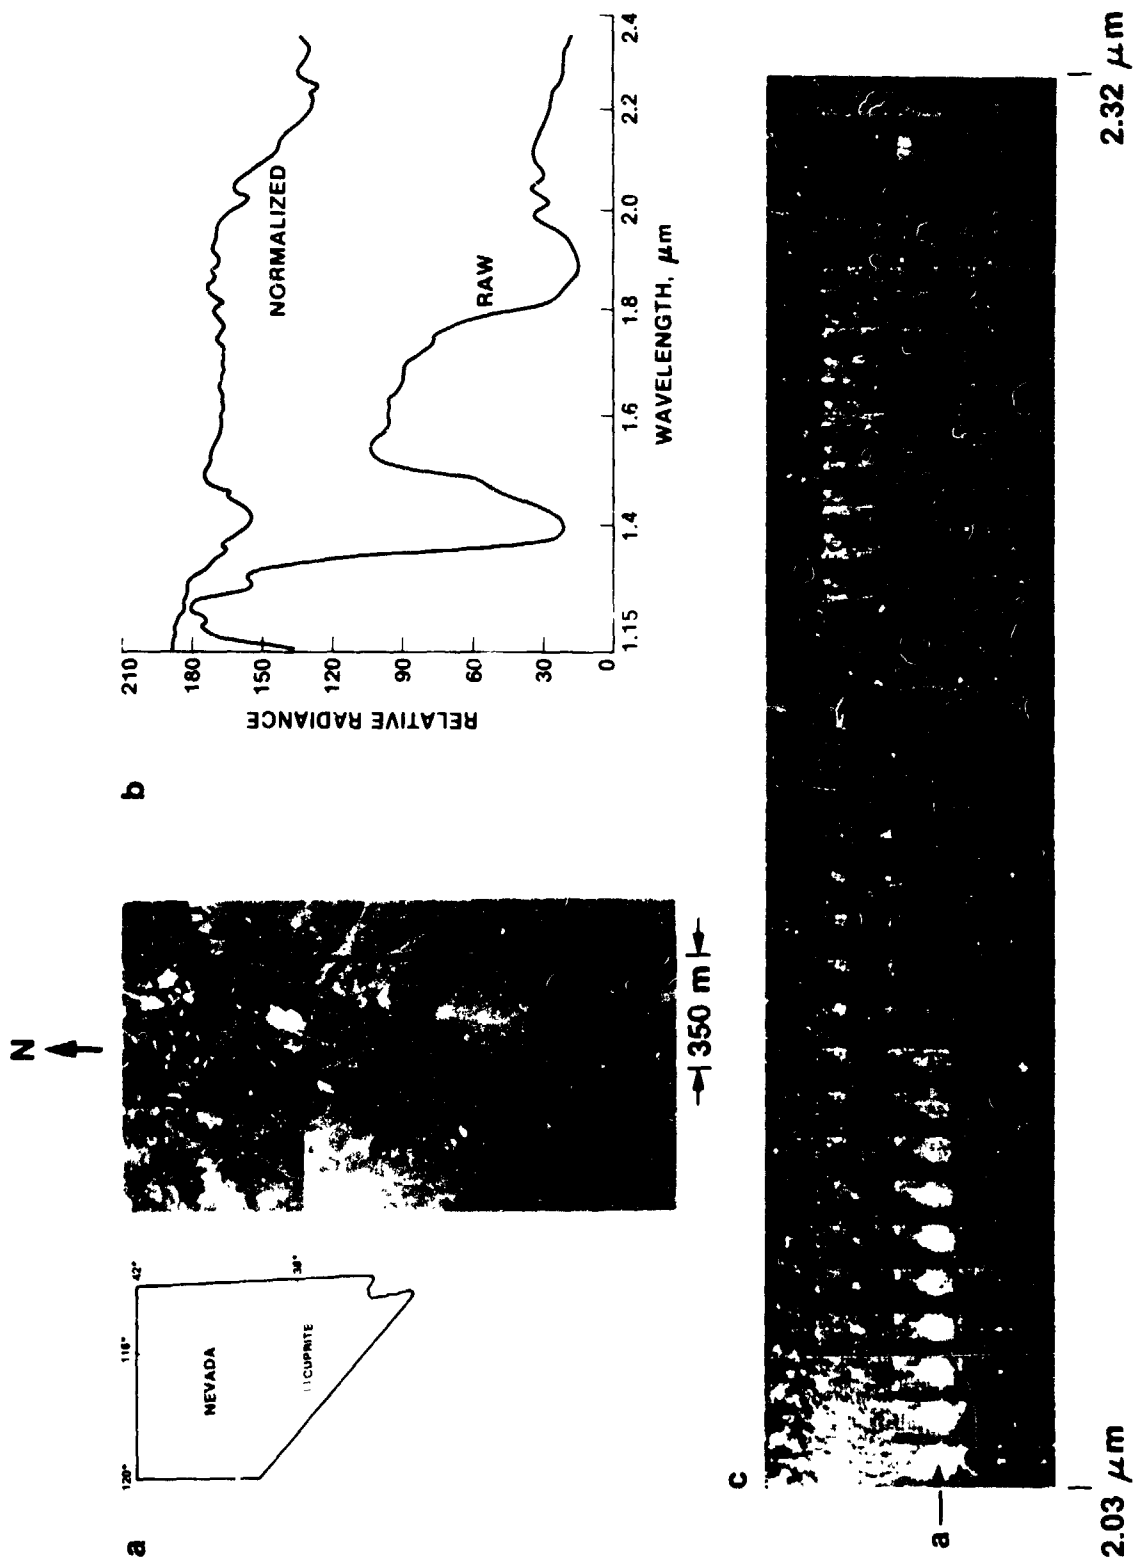 a
120°
116°
42°
38°
NEVADA
CUPRITE
N
350 m
b
RELATIVE RADIANCE
210
180
150
120
90
60
30
0
NORMALIZED
RAW
1.15
1.4
1.6
1.8
2.0
2.2
2.4
WAVELENGTH, μm
c
a
2.03 μm
2.32 μm